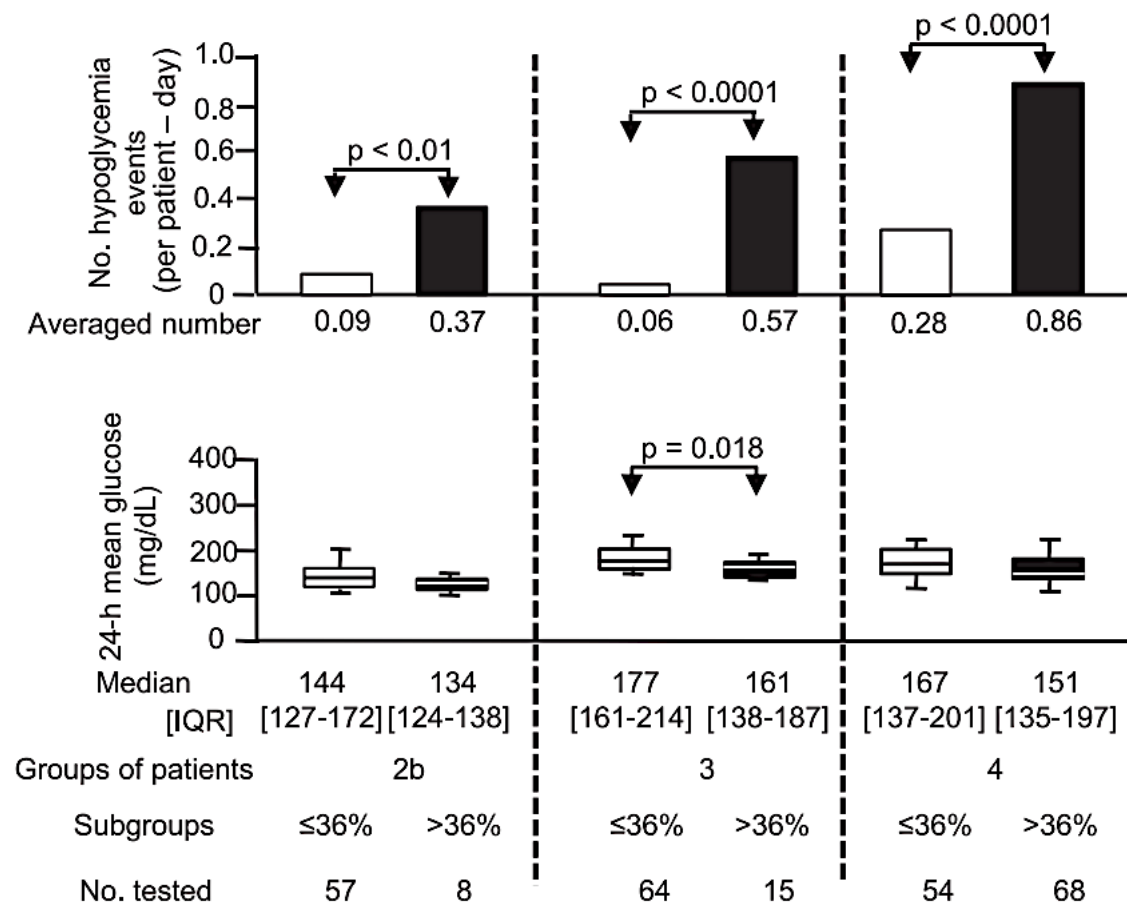 No. hypoglycemia
events
(per patient – day)
1.0
0.8
0.6
0.4
0.2
0
p < 0.01
p < 0.0001
p < 0.0001
Averaged number 0.09 0.37 0.06 0.57 0.28 0.86
24-h mean glucose
(mg/dL)
400
300
200
100
0
p = 0.018
Median 144 134 177 161 167 151
[IQR] [127-172] [124-138] [161-214] [138-187] [137-201] [135-197]
Groups of patients 2b 3 4
Subgroups ≤36% >36% ≤36% >36% ≤36% >36%
No. tested 57 8 64 15 54 68